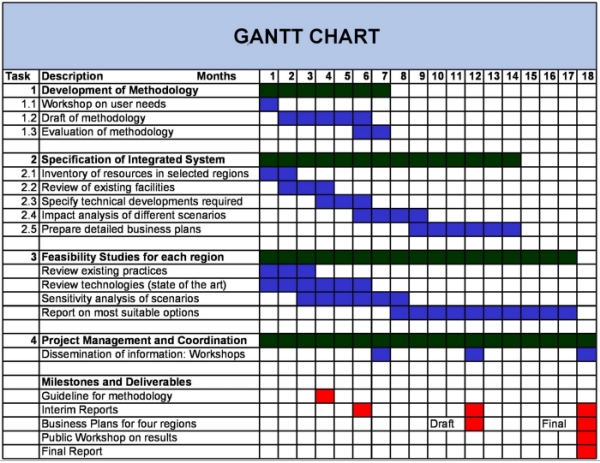 GANTT CHART
Task Description Months 1 2 3 4 5 6 7 8 9 10 11 12 13 14 15 16 17 18
1 Development of Methodology
1.1 Workshop on user needs
1.2 Draft of methodology
1.3 Evaluation of methodology
2 Specification of Integrated System
2.1 Inventory of resources in selected regions
2.2 Review of existing facilities
2.3 Specify technical developments required
2.4 Impact analysis of different scenarios
2.5 Prepare detailed business plans
3 Feasibility Studies for each region
Review existing practices
Review technologies (state of the art)
Sensitivity analysis of scenarios
Report on most suitable options
4 Project Management and Coordination
Dissemination of information: Workshops
Milestones and Deliverables
Guideline for methodology
Interim Reports
Business Plans for four regions Draft Final
Public Workshop on results
Final Report